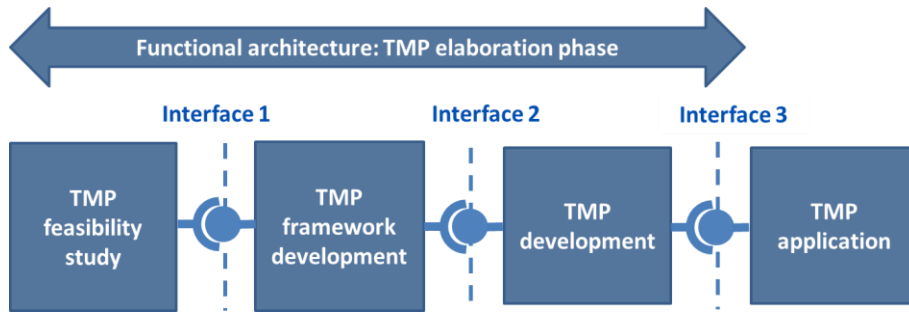 Functional architecture: TMP elaboration phase
Interface 1
Interface 2
Interface 3
TMP
feasibility
study
TMP
framework
development
TMP
development
TMP
application